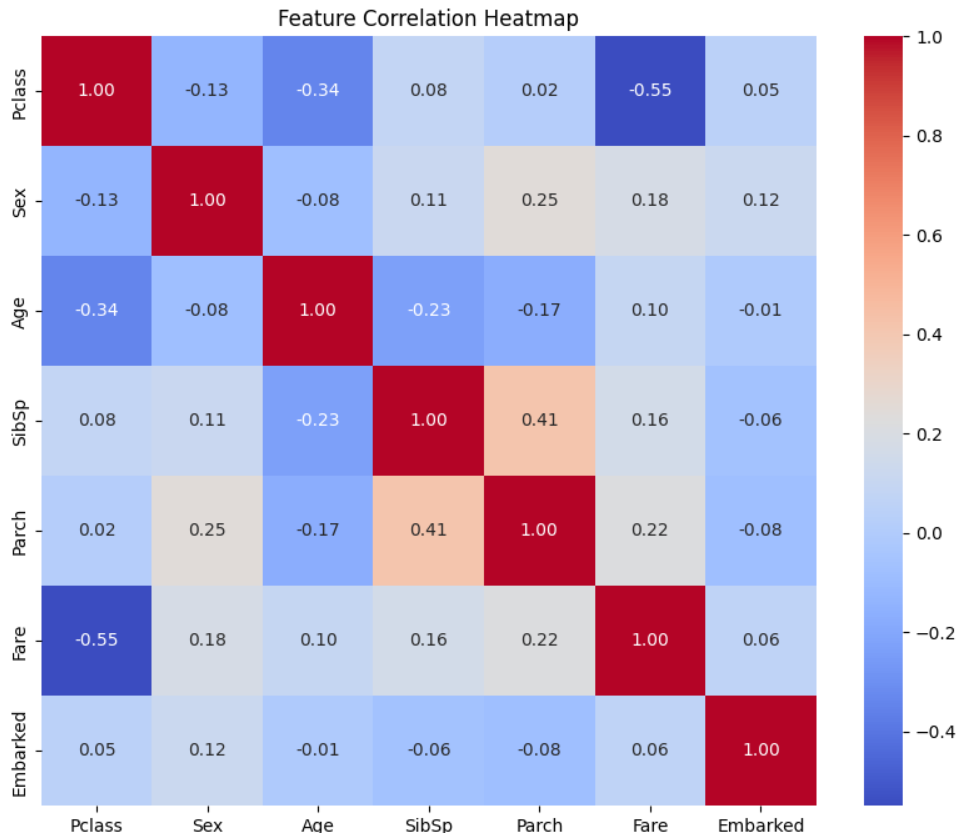 Feature Correlation Heatmap
Pclass 1.00 -0.13 -0.34 0.08 0.02 -0.55 0.05
Sex -0.13 1.00 -0.08 0.11 0.25 0.18 0.12
Age -0.34 -0.08 1.00 -0.23 -0.17 0.10 -0.01
SibSp 0.08 0.11 -0.23 1.00 0.41 0.16 -0.06
Parch 0.02 0.25 -0.17 0.41 1.00 0.22 -0.08
Fare -0.55 0.18 0.10 0.16 0.22 1.00 0.06
Embarked 0.05 0.12 -0.01 -0.06 -0.08 0.06 1.00
Pclass Sex Age SibSp Parch Fare Embarked
1.0
0.8
0.6
0.4
0.2
0.0
−0.2
−0.4